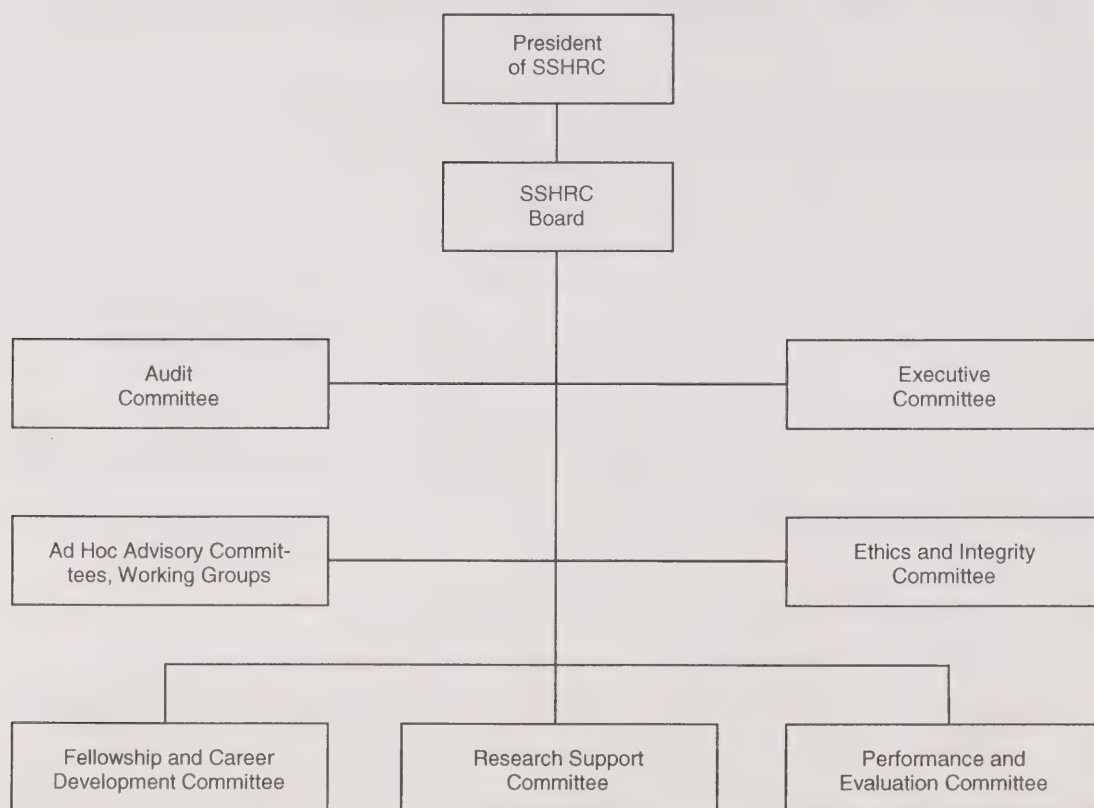 President
of SSHRC
SSHRC
Board
Audit
Committee
Executive
Committee
Ad Hoc Advisory Commit-
tees, Working Groups
Ethics and Integrity
Committee
Fellowship and Career
Development Committee
Research Support
Committee
Performance and
Evaluation Committee